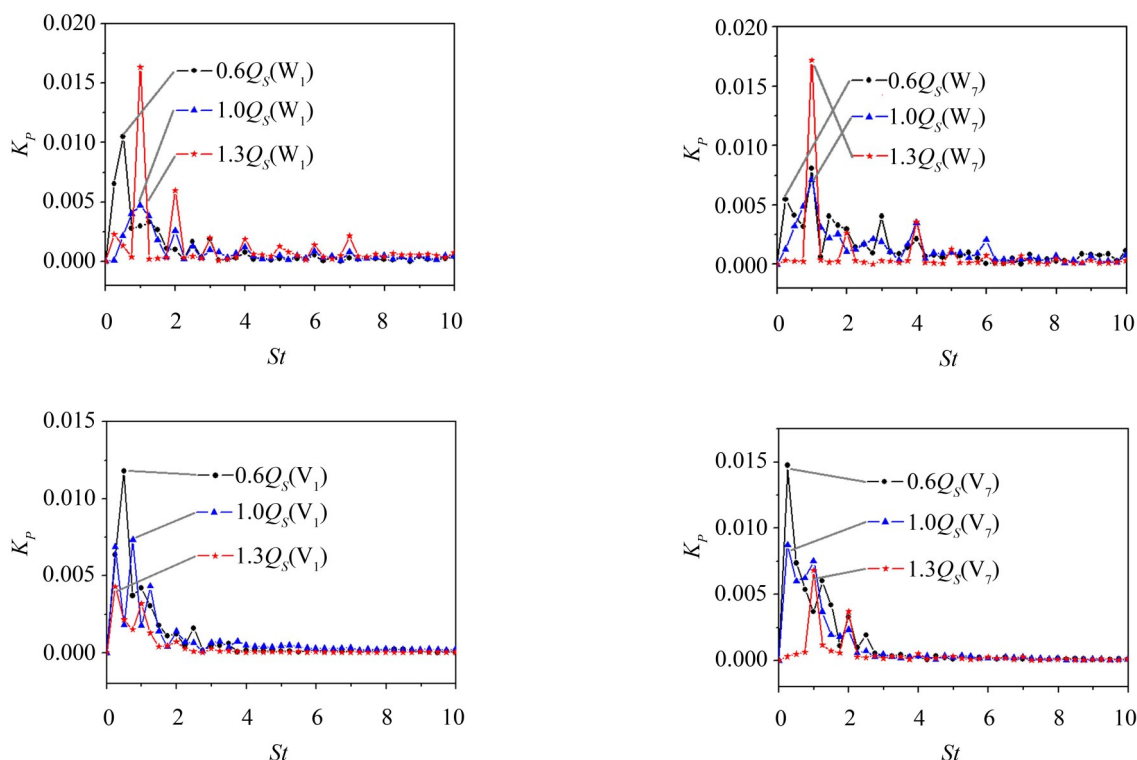 0.020
0.015
0.010
0.005
0.000
K_P
0.6Q_S(W_1)
1.0Q_S(W_1)
1.3Q_S(W_1)
0 2 4 6 8 10
St
0.020
0.015
0.010
0.005
0.000
K_P
0.6Q_S(W_7)
1.0Q_S(W_7)
1.3Q_S(W_7)
0 2 4 6 8 10
St
0.015
0.010
0.005
0.000
K_P
0.6Q_S(V_1)
1.0Q_S(V_1)
1.3Q_S(V_1)
0 2 4 6 8 10
St
0.015
0.010
0.005
0.000
K_P
0.6Q_S(V_7)
1.0Q_S(V_7)
1.3Q_S(V_7)
0 2 4 6 8 10
St